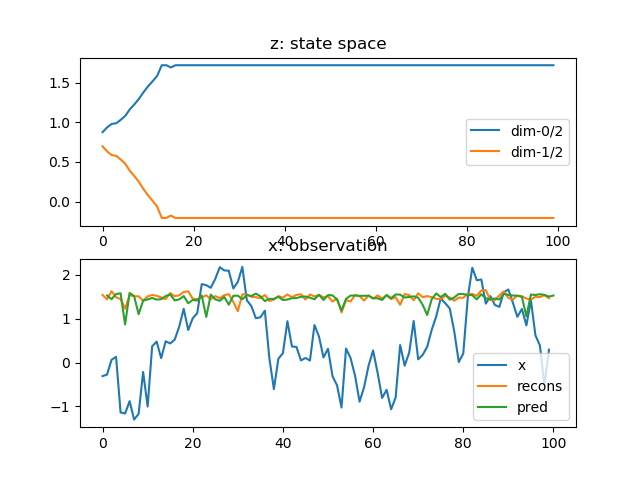 z: state space
1.5
1.0
0.5
0.0
dim-0/2
dim-1/2
0 20 40 60 80 100
x: observation
2
1
0
−1
x
recons
pred
0 20 40 60 80 100